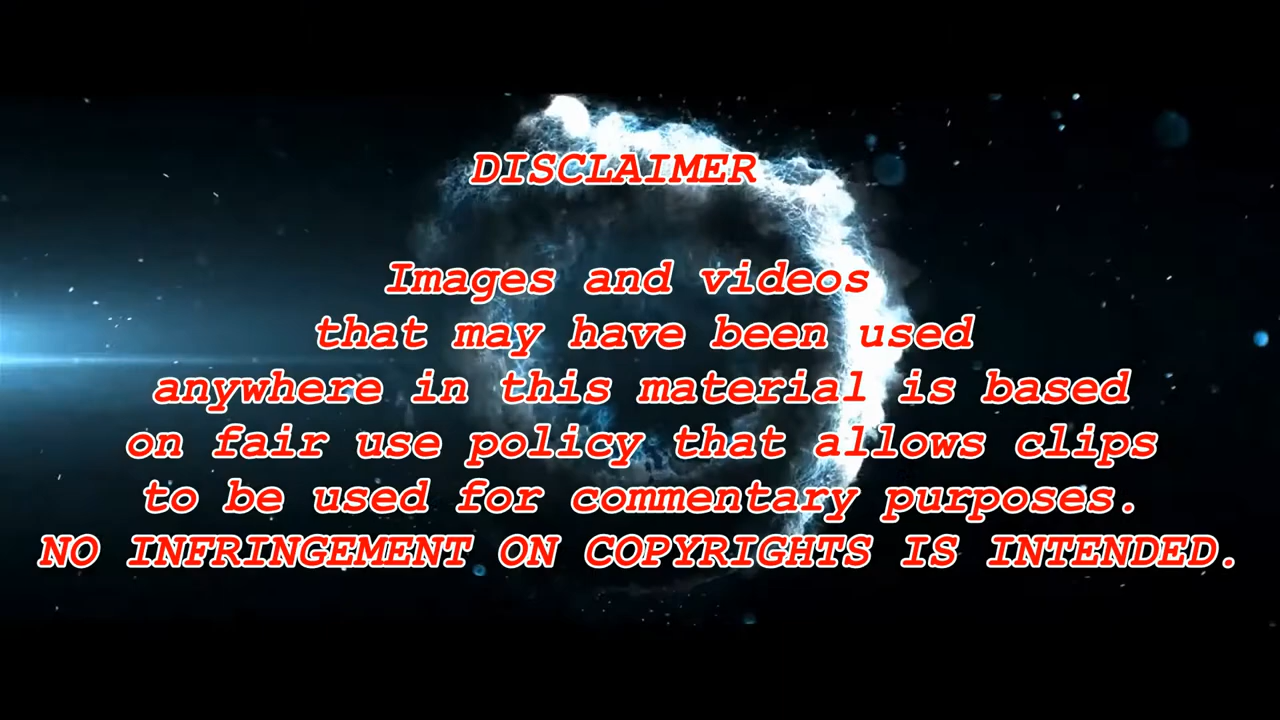 DISCLAIMER
Images and videos
that may have been used
anywhere in this material is based
on fair use policy that allows clips
to be used for commentary purposes.
NO INFRINGEMENT ON COPYRIGHTS IS INTENDED.